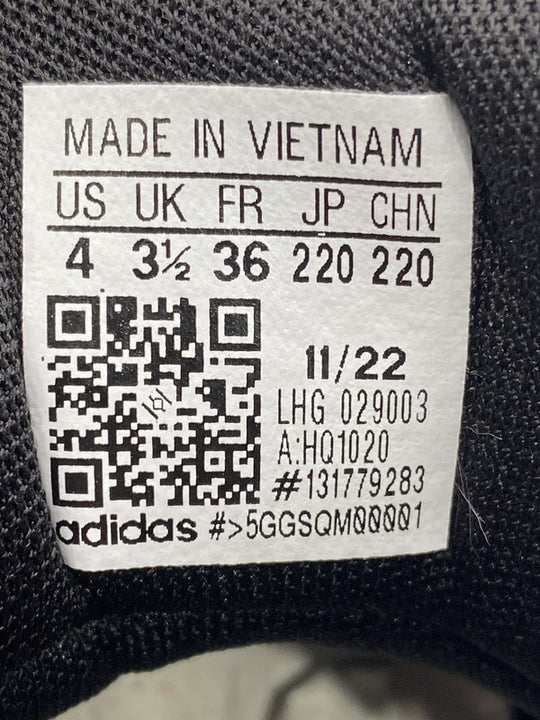 MADE IN VIETNAM
US UK FR JP CHN
4 3½ 36 220 220
11/22
LHG 029003
A:HQ1020
#131779283
adidas #>5GGSQM00001